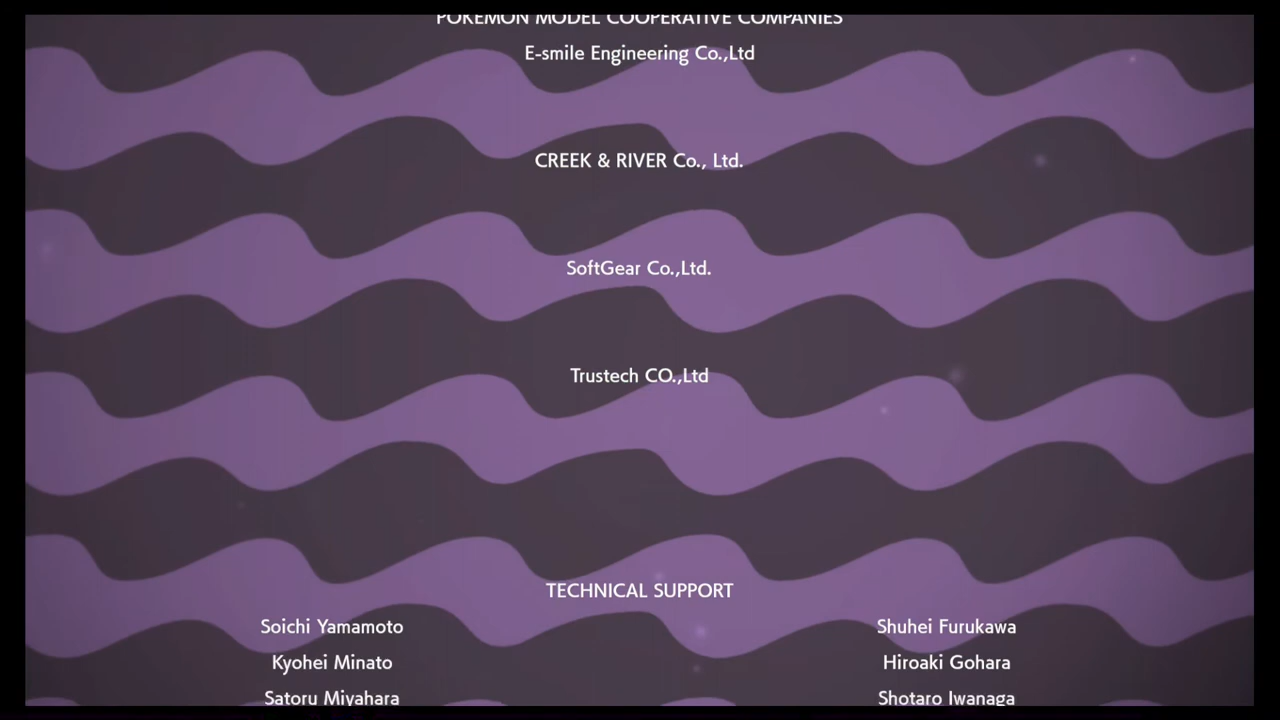 POKÉMON MODEL COOPERATIVE COMPANIES
E-smile Engineering Co.,Ltd
CREEK & RIVER Co., Ltd.
SoftGear Co.,Ltd.
Trustech CO.,Ltd
TECHNICAL SUPPORT
Soichi Yamamoto Shuhei Furukawa
Kyohei Minato Hiroaki Gohara
Satoru Miyahara Shotaro Iwanaga